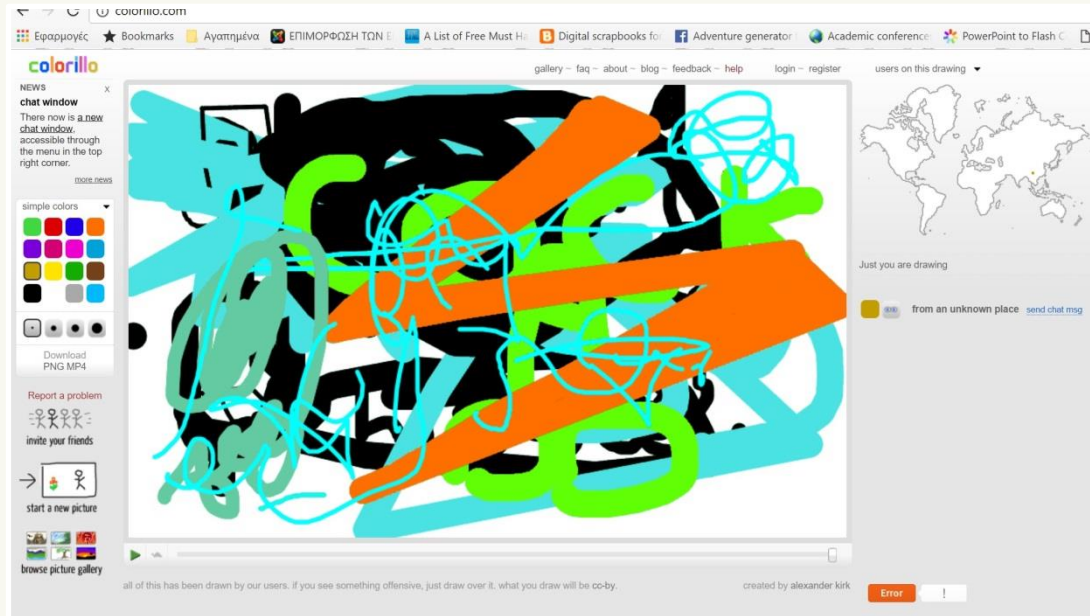 colorillo.com
Εφαρμογές Bookmarks Αγαπημένα ΕΠΙΜΟΡΦΩΣΗ ΤΩΝ Ε A List of Free Must Ha Digital scrapbooks fo Adventure generator Academic conference PowerPoint to Flash C
colorillo
gallery ~ faq ~ about ~ blog ~ feedback ~ help login ~ register users on this drawing
NEWS X
chat window
There now is a new
chat window,
accessible through
the menu in the top
right corner.
more news
simple colors
Download
PNG MP4
Report a problem
invite your friends
start a new picture
browse picture gallery
Just you are drawing
from an unknown place send chat msg
all of this has been drawn by our users. if you see something offensive, just draw over it. what you draw will be cc-by. created by alexander kirk
Error !